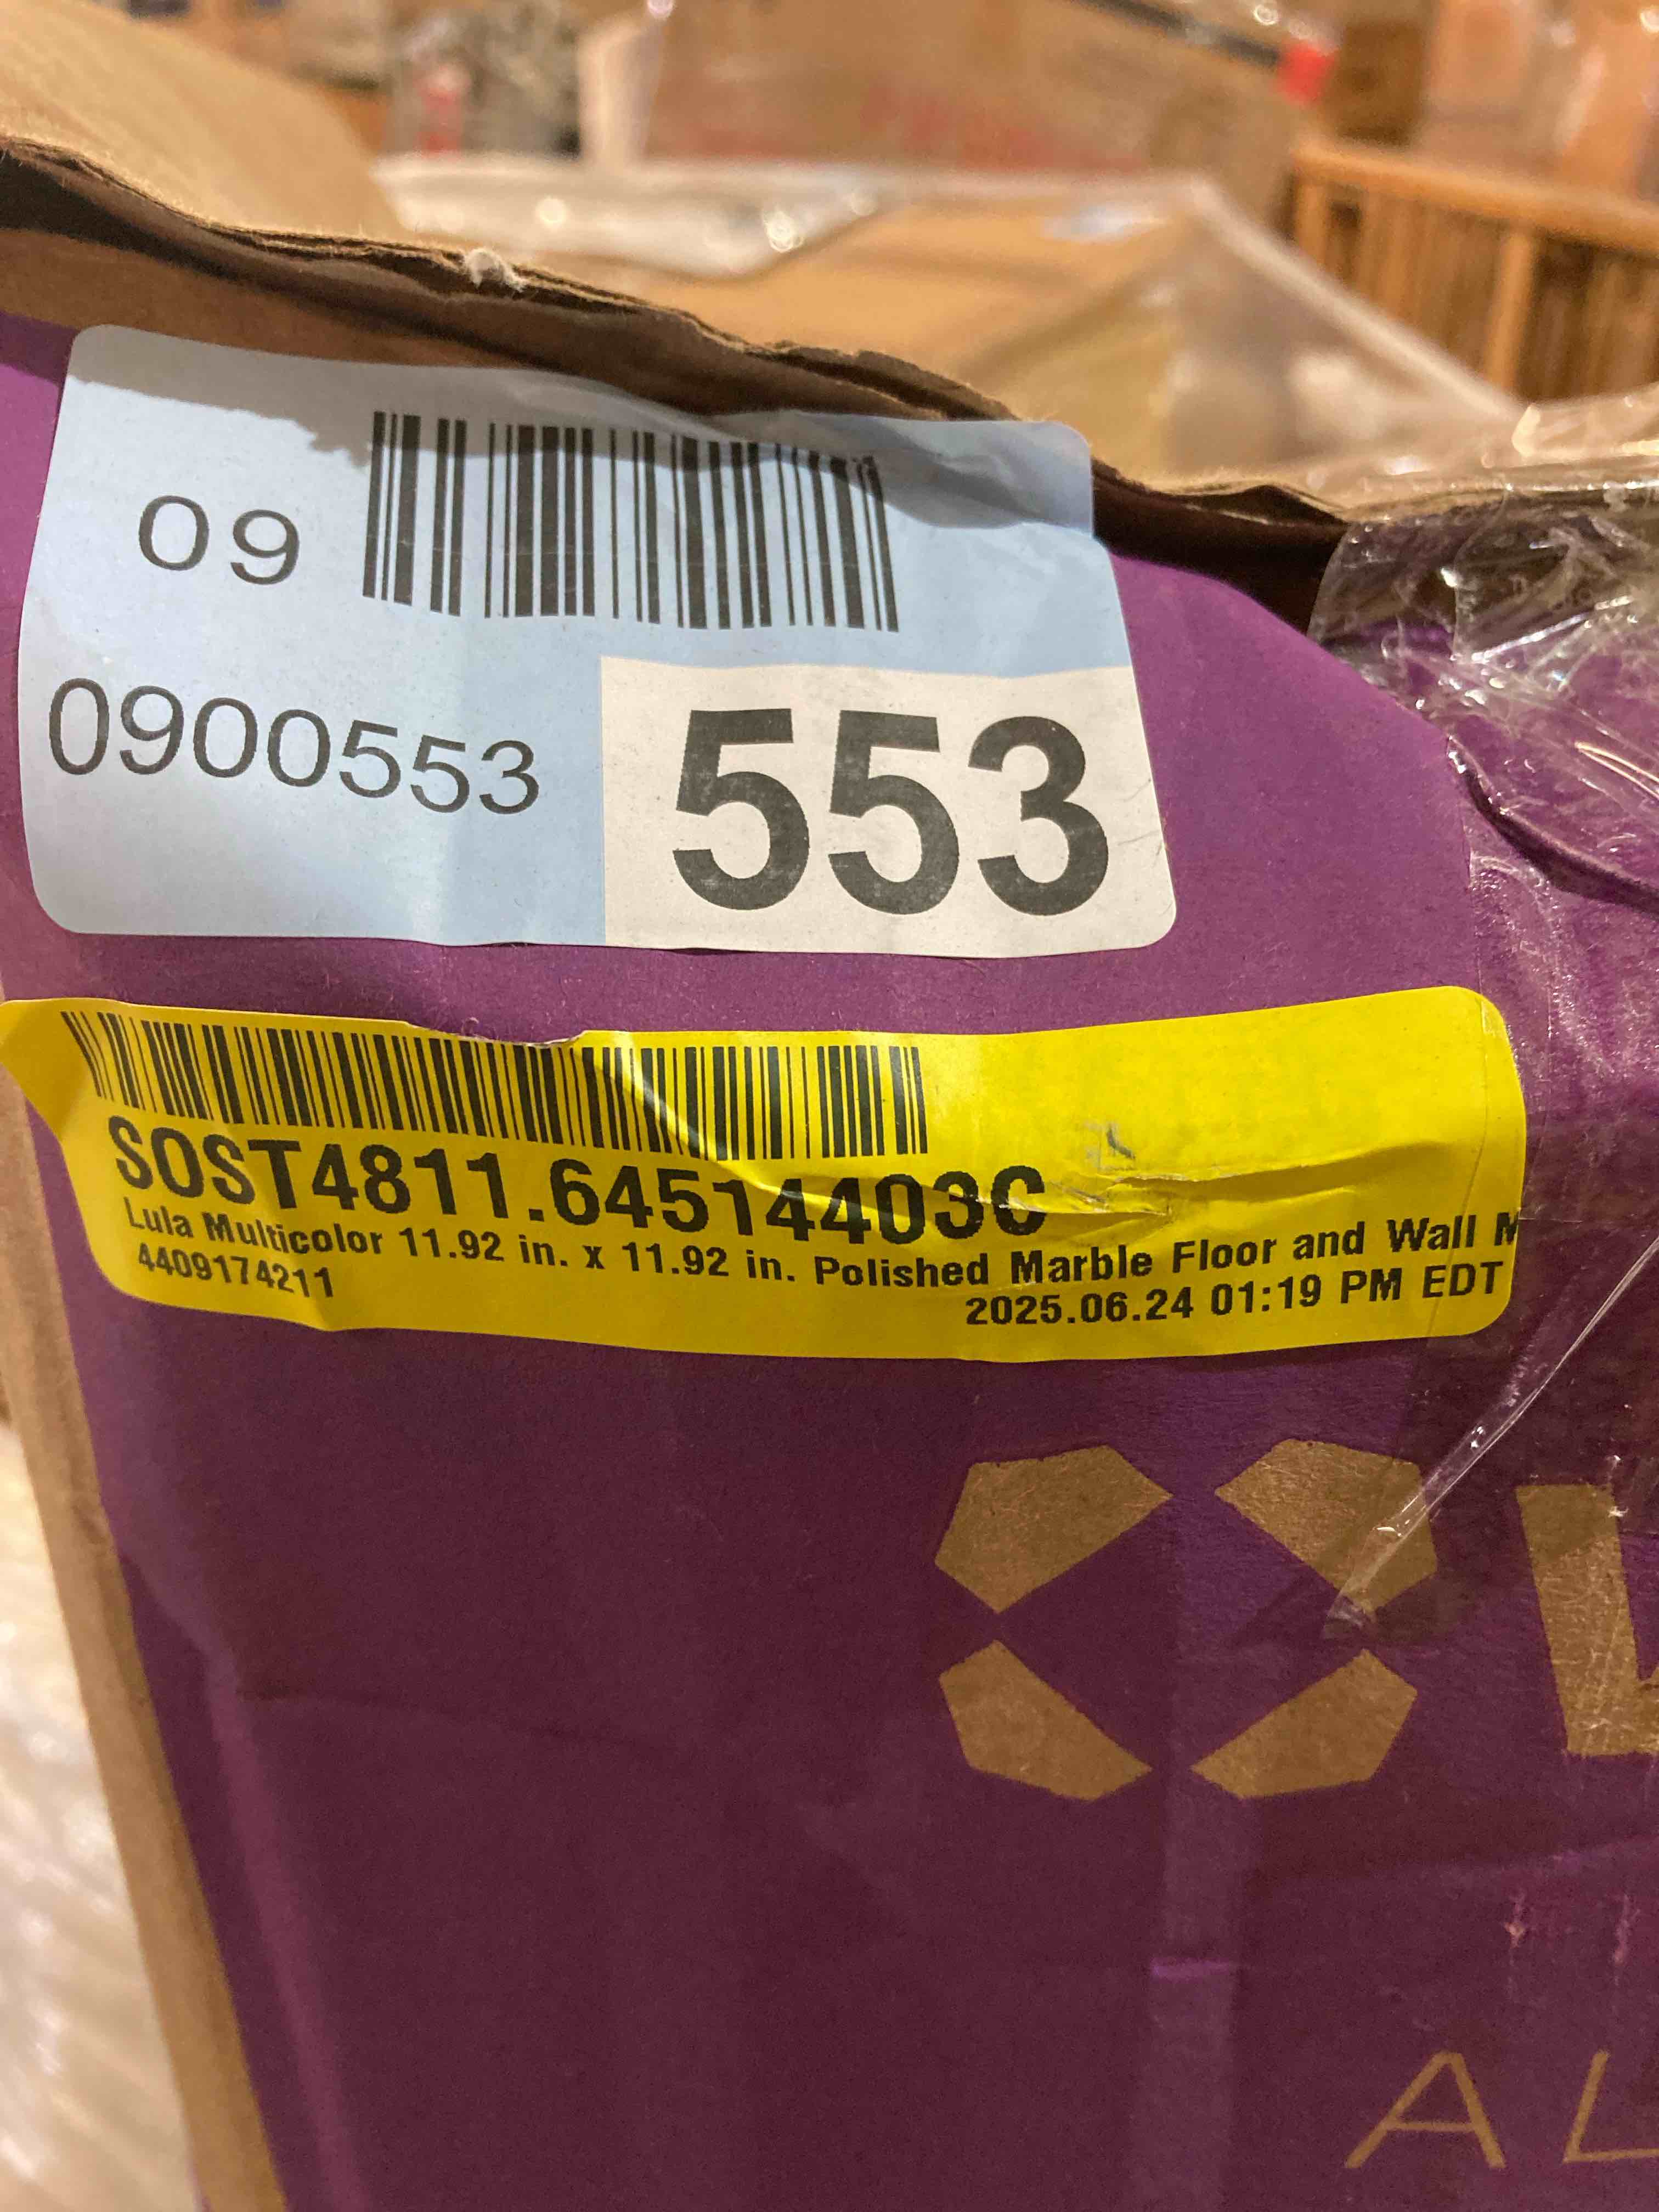 09
0900553
553
SOST4811.64514403C
Lula Multicolor 11.92 in. x 11.92 in. Polished Marble Floor and Wall M
4409174211
2025.06.24 01:19 PM EDT
AL